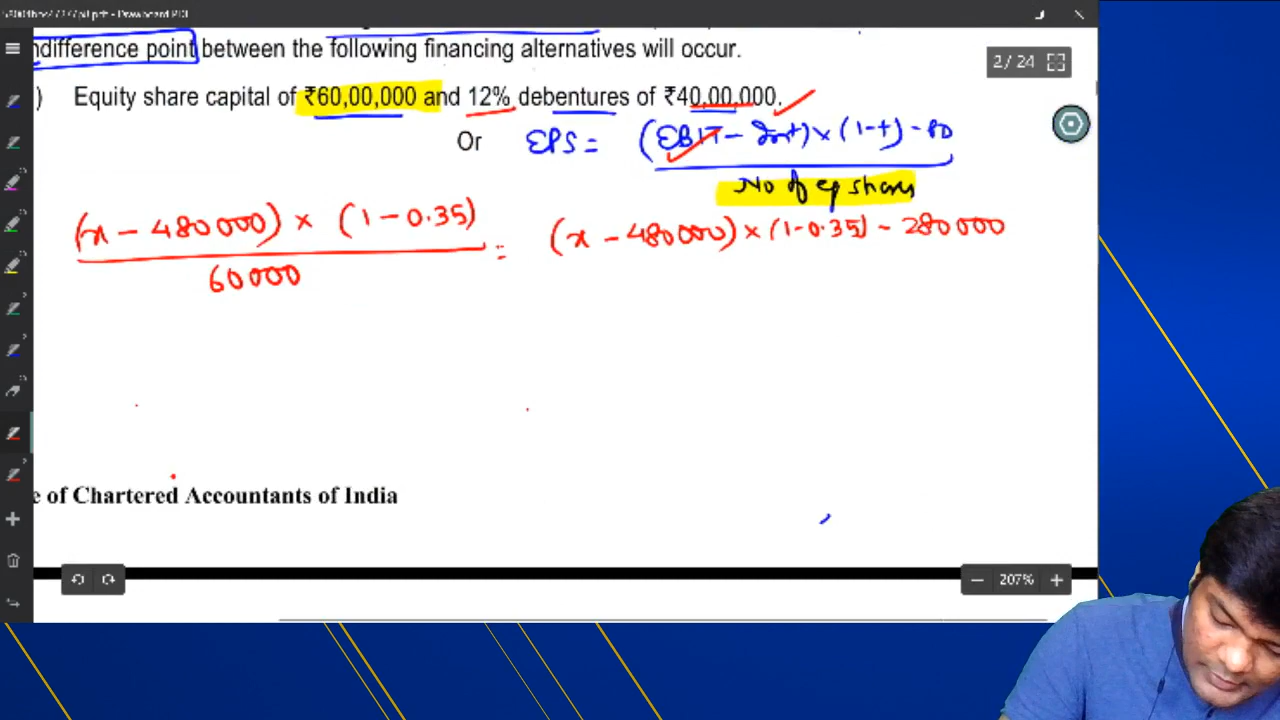 ndifference point between the following financing alternatives will occur.
2 / 24
) Equity share capital of ₹60,00,000 and 12% debentures of ₹40,00,000.
Or EPS = (EBIT - Int) × (1-t) - PD
No of eq shares
(x - 480000) × (1 - 0.35) = (x - 480000) × (1-0.35) - 280000
60000
e of Chartered Accountants of India
207%